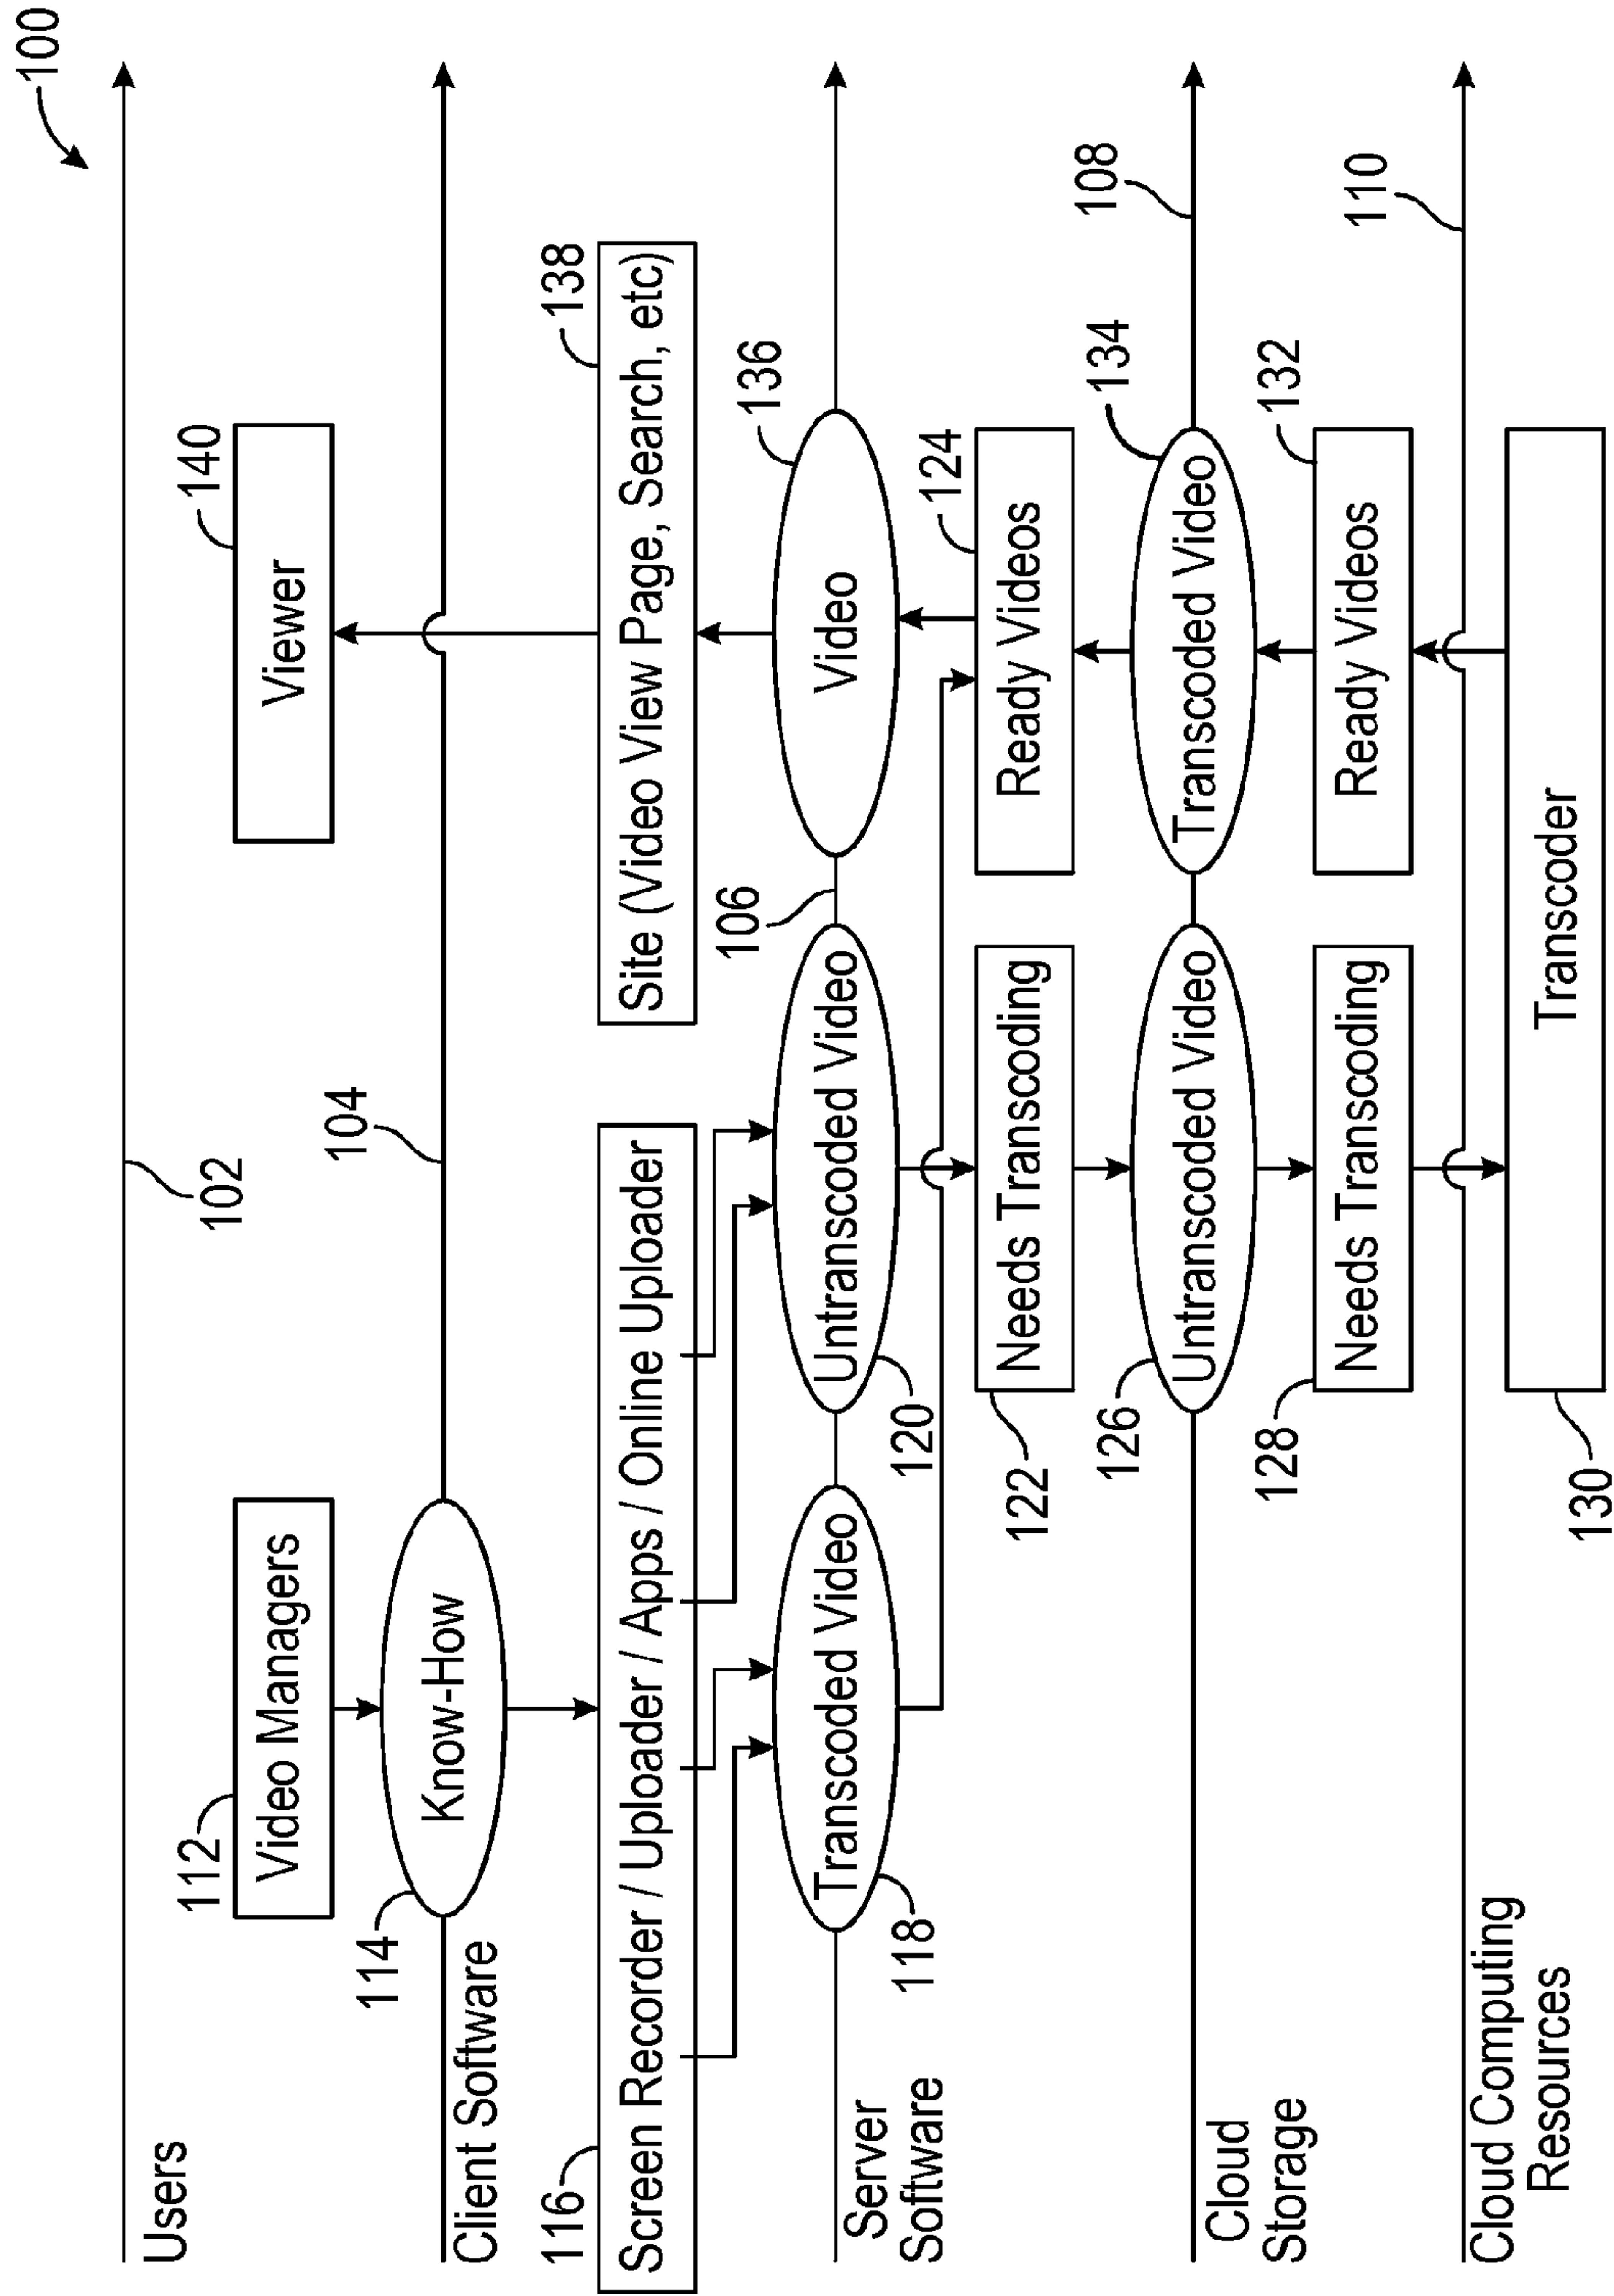 100
Users
102
112
Video Managers
140
Viewer
104
114
Know-How
Client Software
116
Screen Recorder / Uploader / Apps / Online Uploader
138
Site (Video View Page, Search, etc)
106
136
Transcoded Video
Untranscoded Video
Video
118
120
Server
Software
122
Needs Transcoding
124
Ready Videos
108
126
Untranscoded Video
134
Transcoded Video
Cloud
Storage
128
Needs Transcoding
132
Ready Videos
110
Cloud Computing
Resources
130
Transcoder